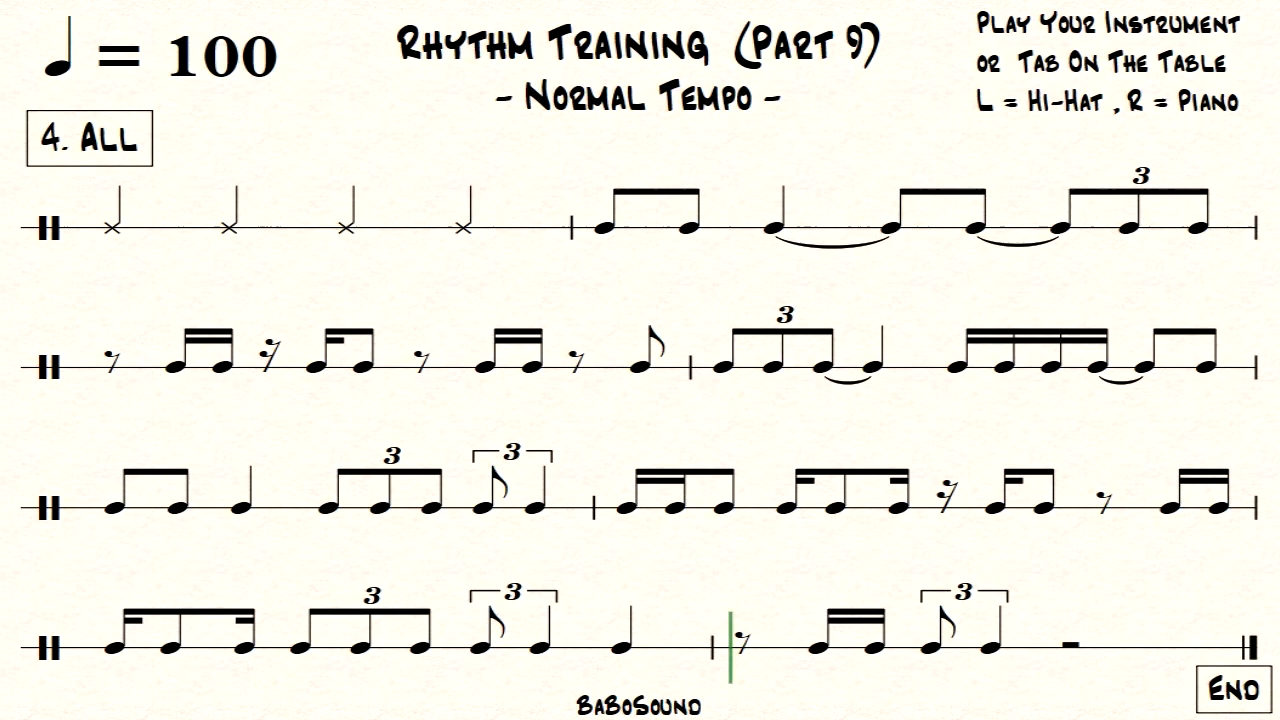 ♩ = 100
Rhythm Training (Part 9)
- Normal Tempo -
Play Your Instrument
or Tab On The Table
L = Hi-Hat , R = Piano
4. All
3
3
3
3
3
3
3
End
BaBoSound